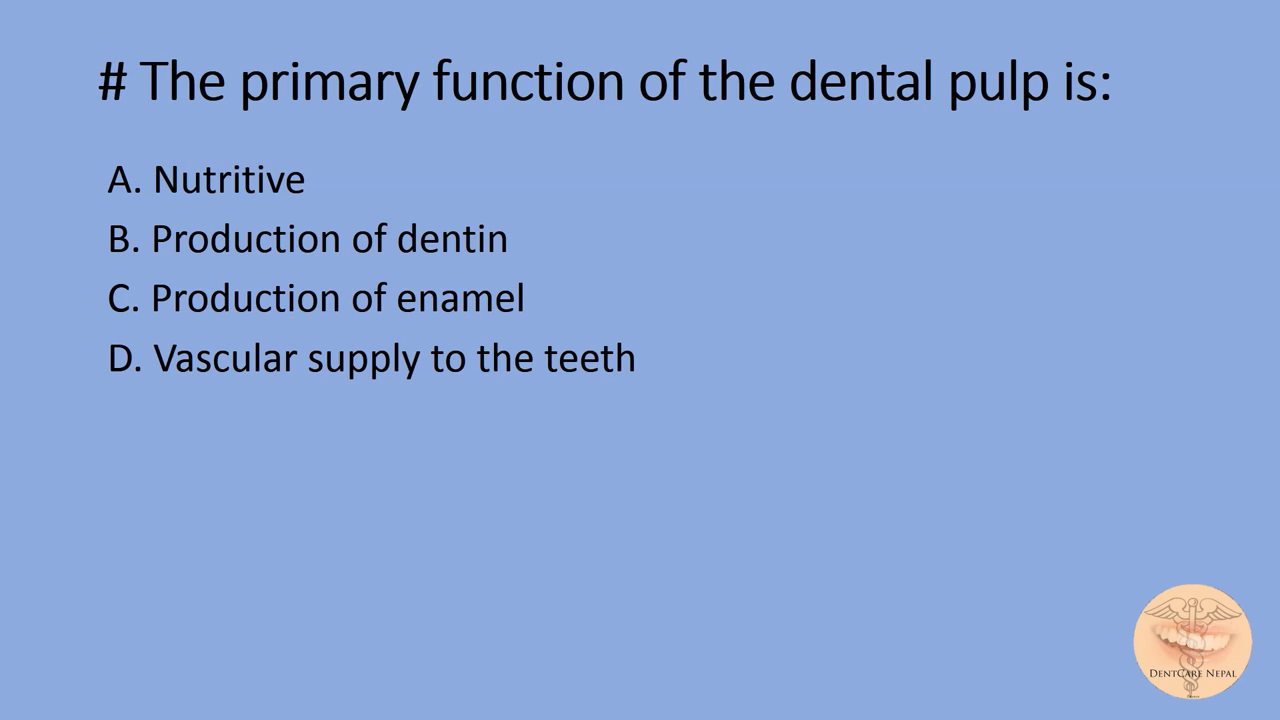 # The primary function of the dental pulp is:
A. Nutritive
B. Production of dentin
C. Production of enamel
D. Vascular supply to the teeth
DENTCARE NEPAL